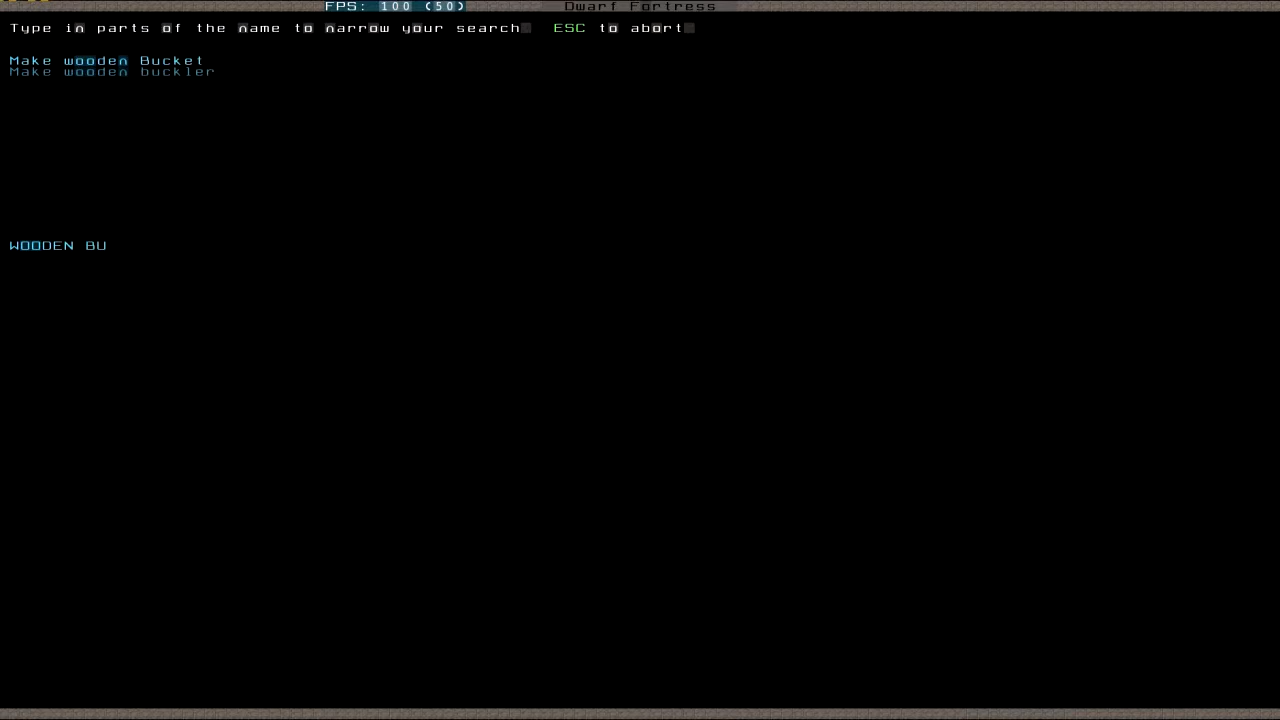 FPS: 100 (50) Dwarf Fortress
Type in parts of the name to narrow your search ESC to abort
Make wooden Bucket
Make wooden buckler
WOODEN BU